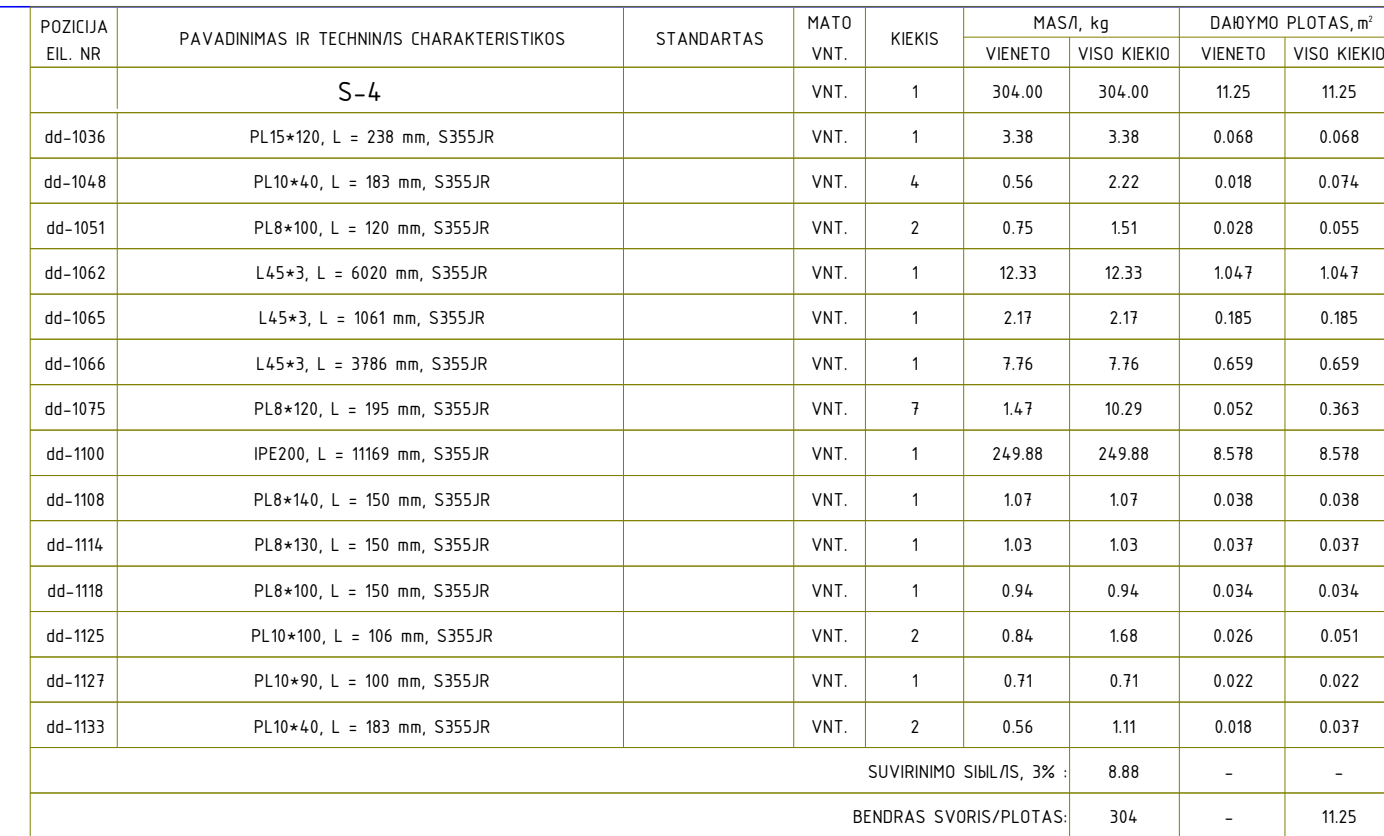 POZICIJA EIL. NR PAVADINIMAS IR TECHNIN/IS CHARAKTERISTIKOS STANDARTAS MATO VNT. KIEKIS MAS/I, kg DAЮYMO PLOTAS, m²
VIENETO VISO KIEKIO VIENETO VISO KIEKIO
S-4 VNT. 1 304.00 304.00 11.25 11.25
dd-1036 PL15*120, L = 238 mm, S355JR VNT. 1 3.38 3.38 0.068 0.068
dd-1048 PL10*40, L = 183 mm, S355JR VNT. 4 0.56 2.22 0.018 0.074
dd-1051 PL8*100, L = 120 mm, S355JR VNT. 2 0.75 1.51 0.028 0.055
dd-1062 L45*3, L = 6020 mm, S355JR VNT. 1 12.33 12.33 1.047 1.047
dd-1065 L45*3, L = 1061 mm, S355JR VNT. 1 2.17 2.17 0.185 0.185
dd-1066 L45*3, L = 3786 mm, S355JR VNT. 1 7.76 7.76 0.659 0.659
dd-1075 PL8*120, L = 195 mm, S355JR VNT. 7 1.47 10.29 0.052 0.363
dd-1100 IPE200, L = 11169 mm, S355JR VNT. 1 249.88 249.88 8.578 8.578
dd-1108 PL8*140, L = 150 mm, S355JR VNT. 1 1.07 1.07 0.038 0.038
dd-1114 PL8*130, L = 150 mm, S355JR VNT. 1 1.03 1.03 0.037 0.037
dd-1118 PL8*100, L = 150 mm, S355JR VNT. 1 0.94 0.94 0.034 0.034
dd-1125 PL10*100, L = 106 mm, S355JR VNT. 2 0.84 1.68 0.026 0.051
dd-1127 PL10*90, L = 100 mm, S355JR VNT. 1 0.71 0.71 0.022 0.022
dd-1133 PL10*40, L = 183 mm, S355JR VNT. 2 0.56 1.11 0.018 0.037
SUVIRINIMO SIЫL/IS, 3% : 8.88 - -
BENDRAS SVORIS/PLOTAS: 304 - 11.25